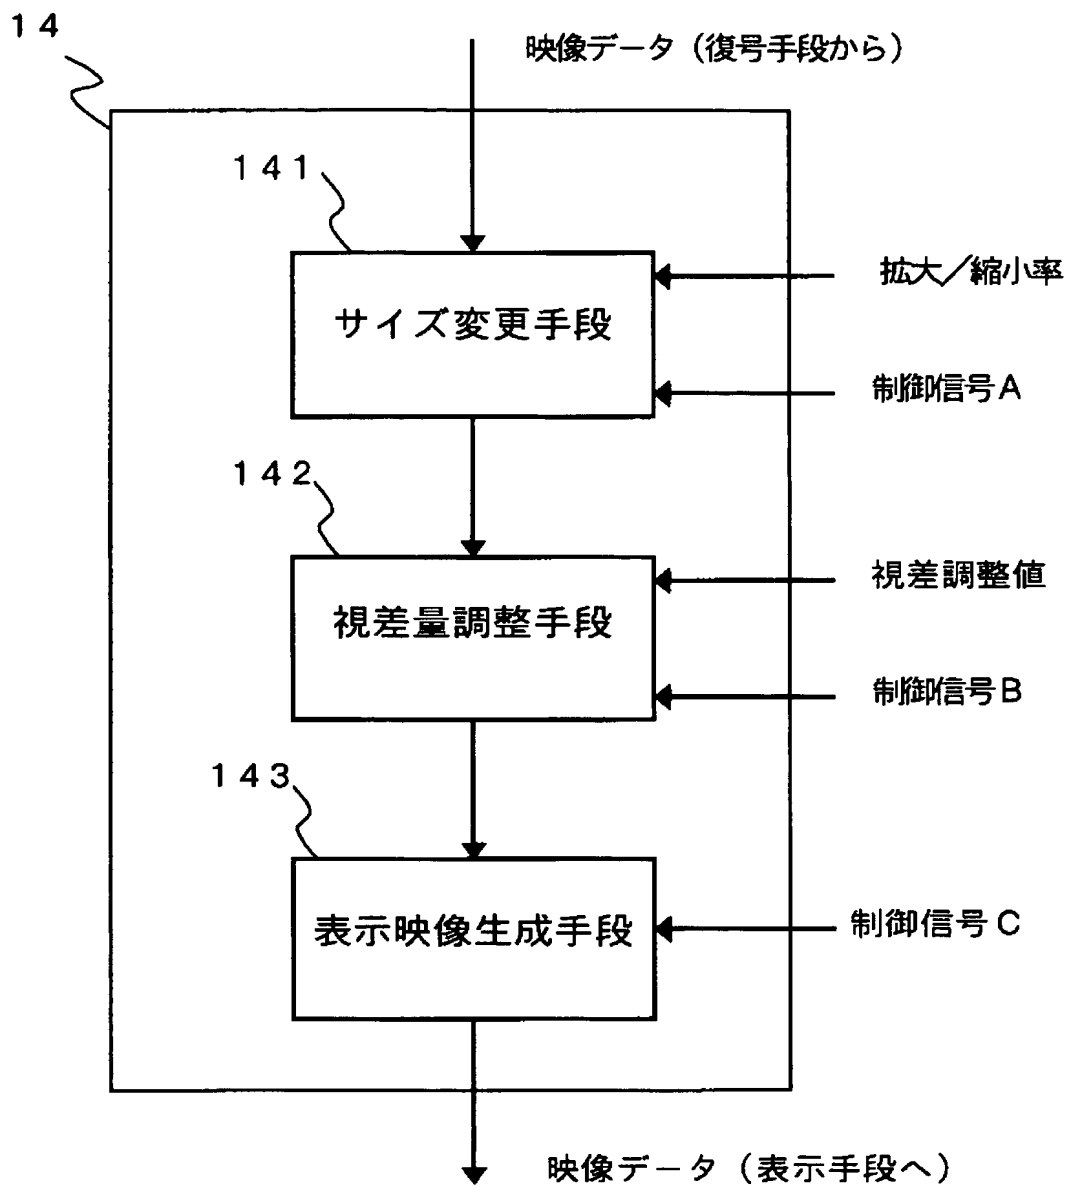 １４
映像データ（復号手段から）
１４１
サイズ変更手段
拡大／縮小率
制御信号Ａ
１４２
視差量調整手段
視差調整値
制御信号Ｂ
１４３
表示映像生成手段
制御信号Ｃ
映像データ（表示手段へ）